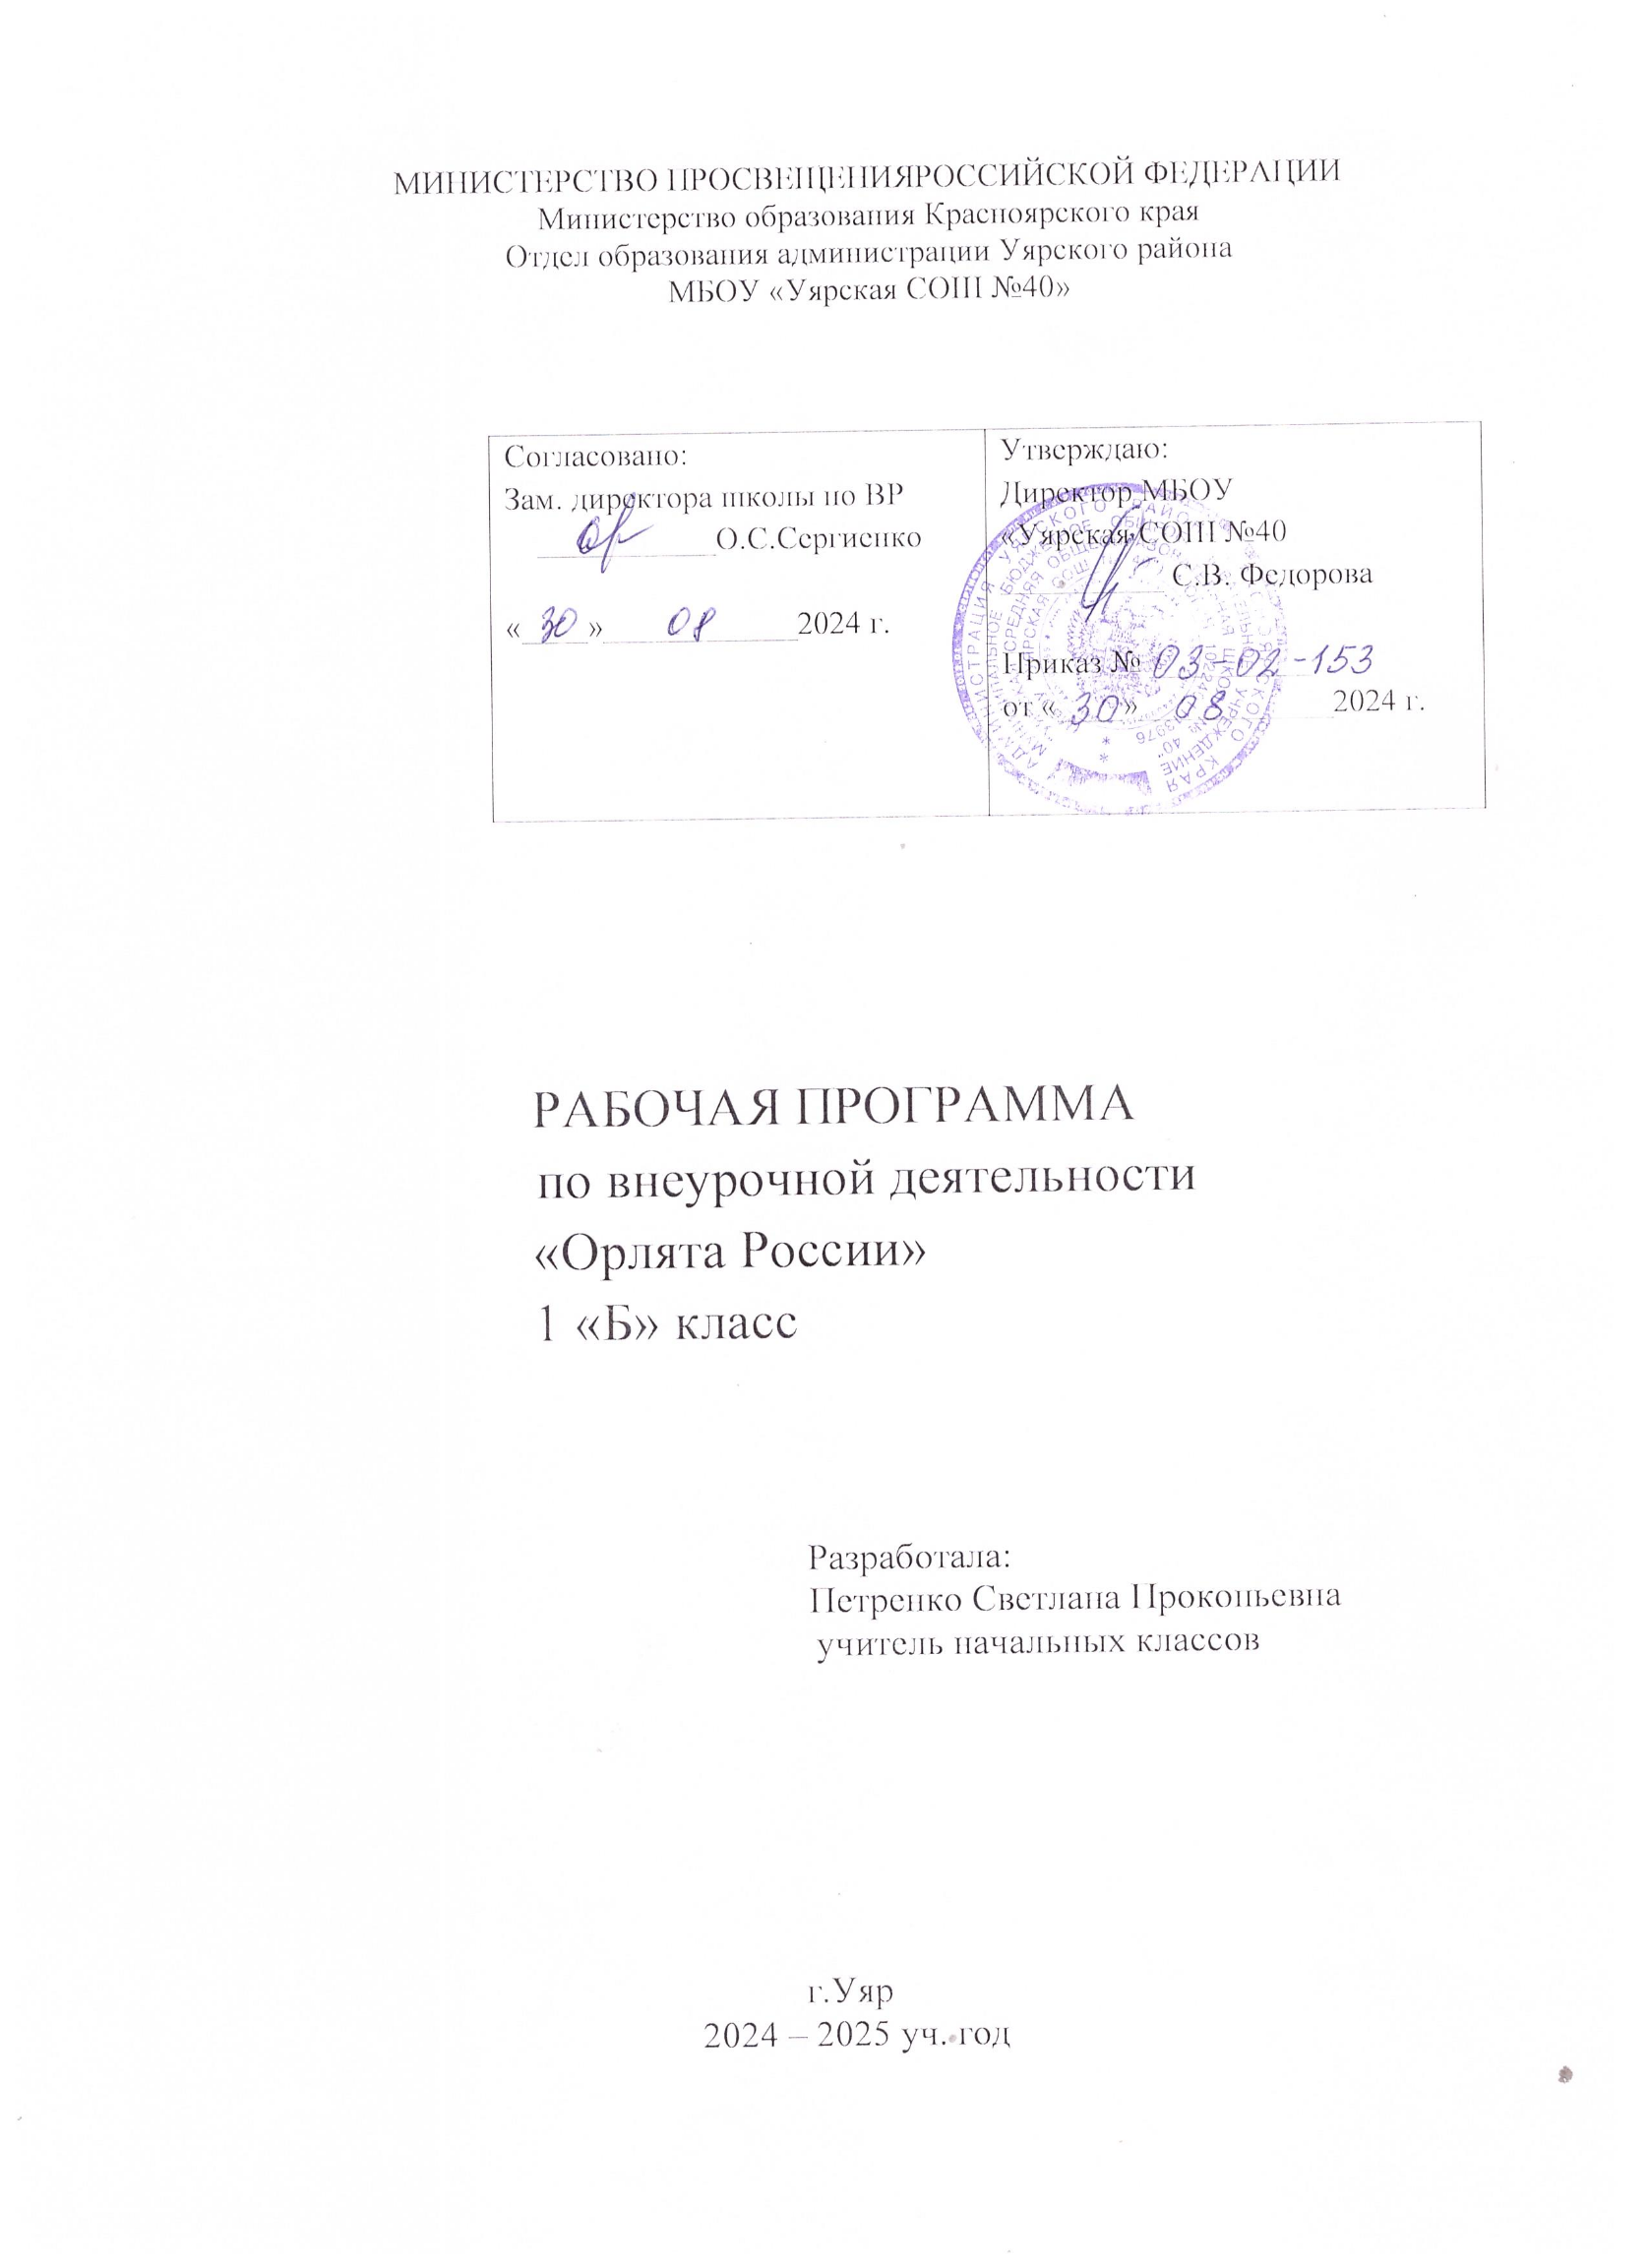 МИНИСТЕРСТВО ПРОСВЕЩЕНИЯРОССИЙСКОЙ ФЕДЕРАЦИИ
Министерство образования Красноярского края
Отдел образования администрации Уярского района
МБОУ «Уярская СОШ №40»
Согласовано:
Зам. директора школы по ВР
О.С.Сергиенко
«30» 08 2024 г.
Утверждаю:
Директор МБОУ
«Уярская СОШ №40
С.В. Федорова
Приказ № 03-02-153
от «30» 08 2024 г.
РАБОЧАЯ ПРОГРАММА
по внеурочной деятельности
«Орлята России»
1 «Б» класс
Разработала:
Петренко Светлана Прокопьевна
учитель начальных классов
г.Уяр
2024 – 2025 уч. год